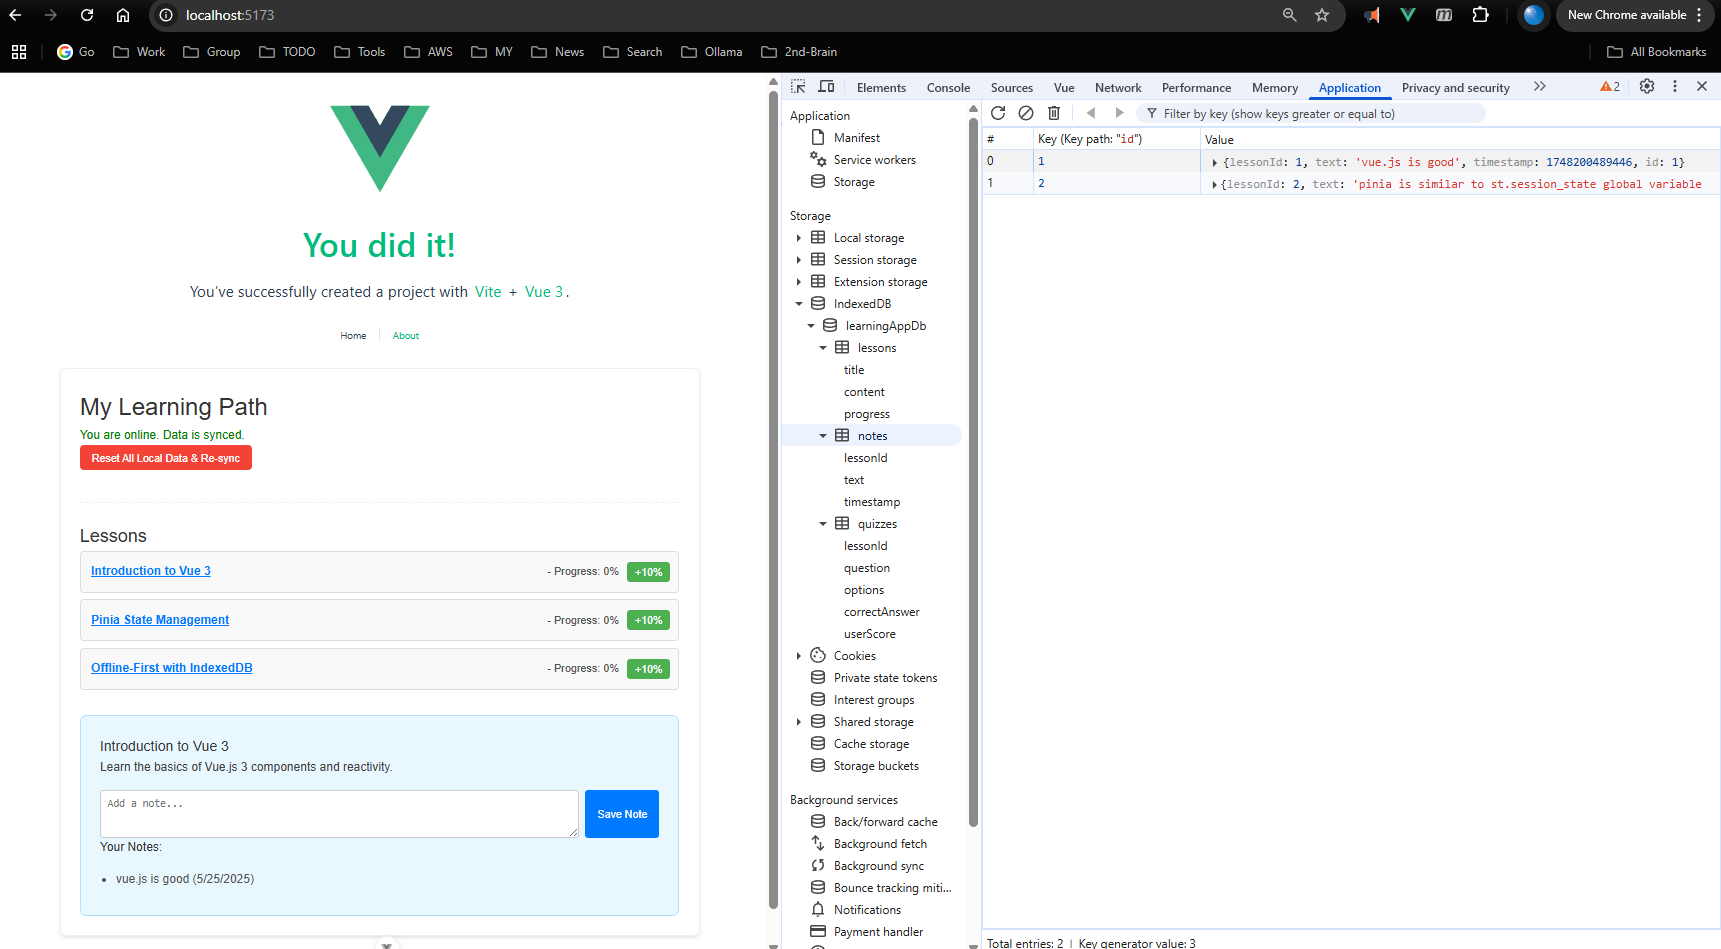 localhost:5173
New Chrome available
Go
Work
Group
TODO
Tools
AWS
MY
News
Search
Ollama
2nd-Brain
All Bookmarks
You did it!
You've successfully created a project with Vite + Vue 3.
Home
About
My Learning Path
You are online. Data is synced.
Reset All Local Data & Re-sync
Lessons
Introduction to Vue 3 - Progress: 0% +10%
Pinia State Management - Progress: 0% +10%
Offline-First with IndexedDB - Progress: 0% +10%
Introduction to Vue 3
Learn the basics of Vue.js 3 components and reactivity.
Add a note...
Save Note
Your Notes:
• vue.js is good (5/25/2025)
Elements Console Sources Vue Network Performance Memory Application Privacy and security 2
Application
Manifest
Service workers
Storage
Storage
Local storage
Session storage
Extension storage
IndexedDB
learningAppDb
lessons
title
content
progress
notes
lessonId
text
timestamp
quizzes
lessonId
question
options
correctAnswer
userScore
Cookies
Private state tokens
Interest groups
Shared storage
Cache storage
Storage buckets
Background services
Back/forward cache
Background fetch
Background sync
Bounce tracking miti...
Notifications
Payment handler
Filter by key (show keys greater or equal to)
# Key (Key path: "id") Value
0 1 {lessonId: 1, text: 'vue.js is good', timestamp: 1748200489446, id: 1}
1 2 {lessonId: 2, text: 'pinia is similar to st.session_state global variable
Total entries: 2 | Key generator value: 3